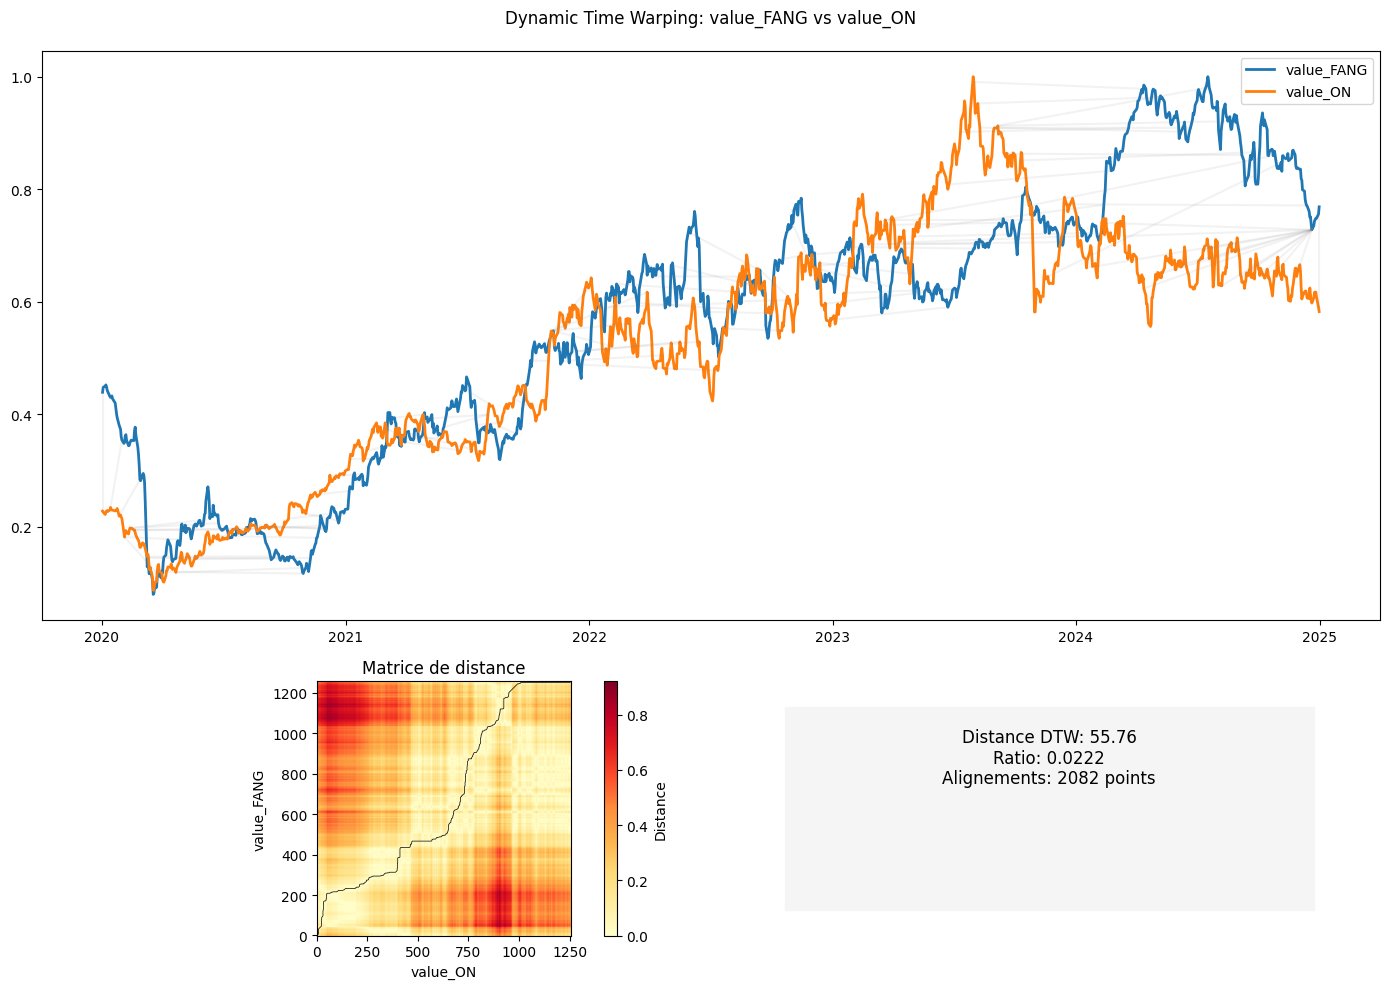 Dynamic Time Warping: value_FANG vs value_ON
value_FANG
value_ON
1.0
0.8
0.6
0.4
0.2
2020 2021 2022 2023 2024 2025
Matrice de distance
1200
1000
800
600
400
200
0
value_FANG
0 250 500 750 1000 1250
value_ON
0.8
0.6
0.4
0.2
0.0
Distance
Distance DTW: 55.76
Ratio: 0.0222
Alignements: 2082 points